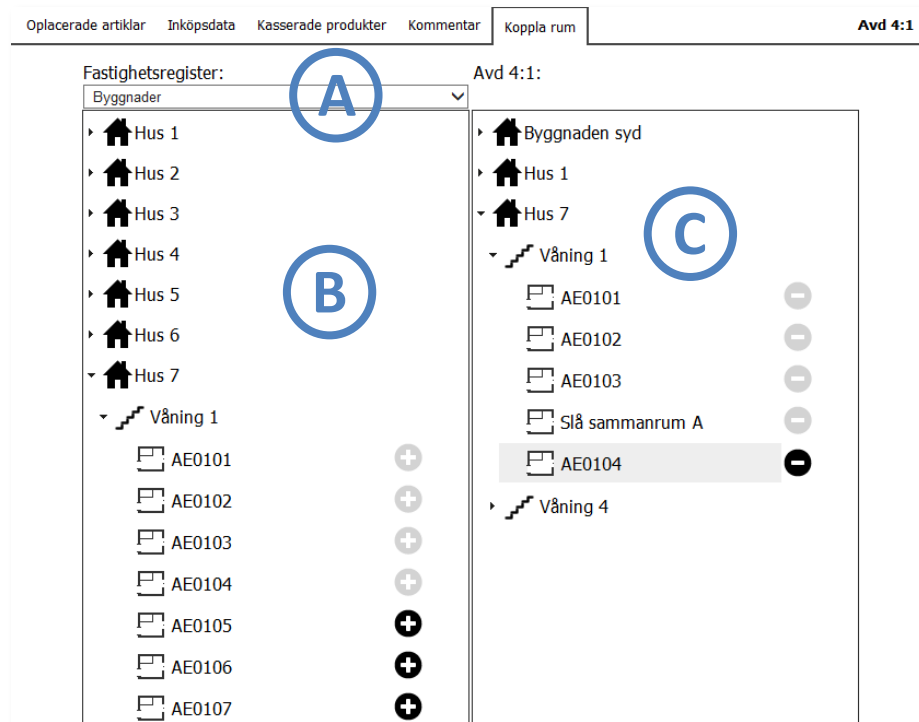 Oplacerade artiklar Inköpsdata Kasserade produkter Kommentar Koppla rum Avd 4:1
Fastighetsregister:
Byggnader
A
Hus 1
Hus 2
Hus 3
Hus 4
Hus 5
Hus 6
Hus 7
Våning 1
AE0101
AE0102
AE0103
AE0104
AE0105
AE0106
AE0107
B
Avd 4:1:
Byggnaden syd
Hus 1
Hus 7
Våning 1
AE0101
AE0102
AE0103
Slå sammanrum A
AE0104
Våning 4
C